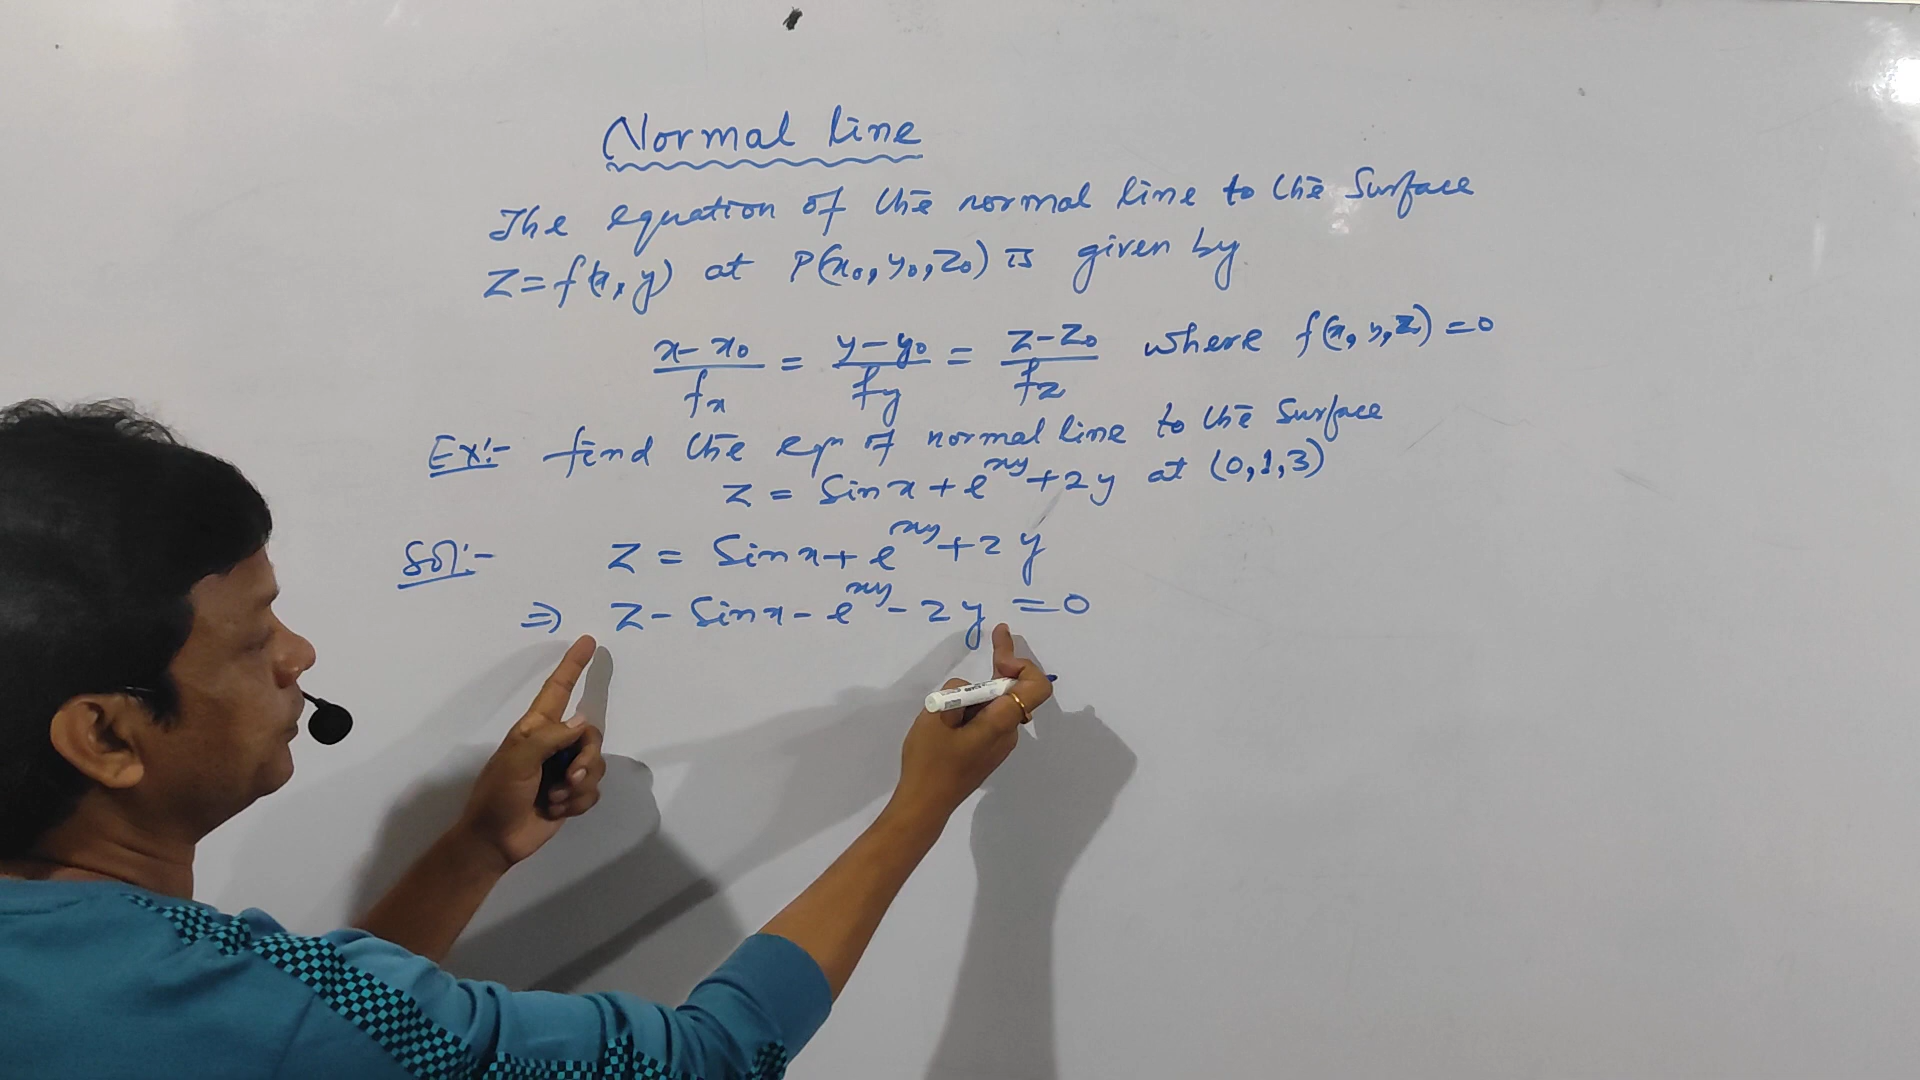 Normal line
The equation of the normal line to the surface
z=f(x,y) at P(x₀,y₀,z₀) is given by
x-x₀/fx = y-y₀/fy = z-z₀/fz where f(x,y,z)=0
Ex:- find the eqn of normal line to the surface
z = sinx+e^xy+2y at (0,1,3)
Sol:- z = sinx+e^xy+2y
⇒ z-sinx-e^xy-2y=0